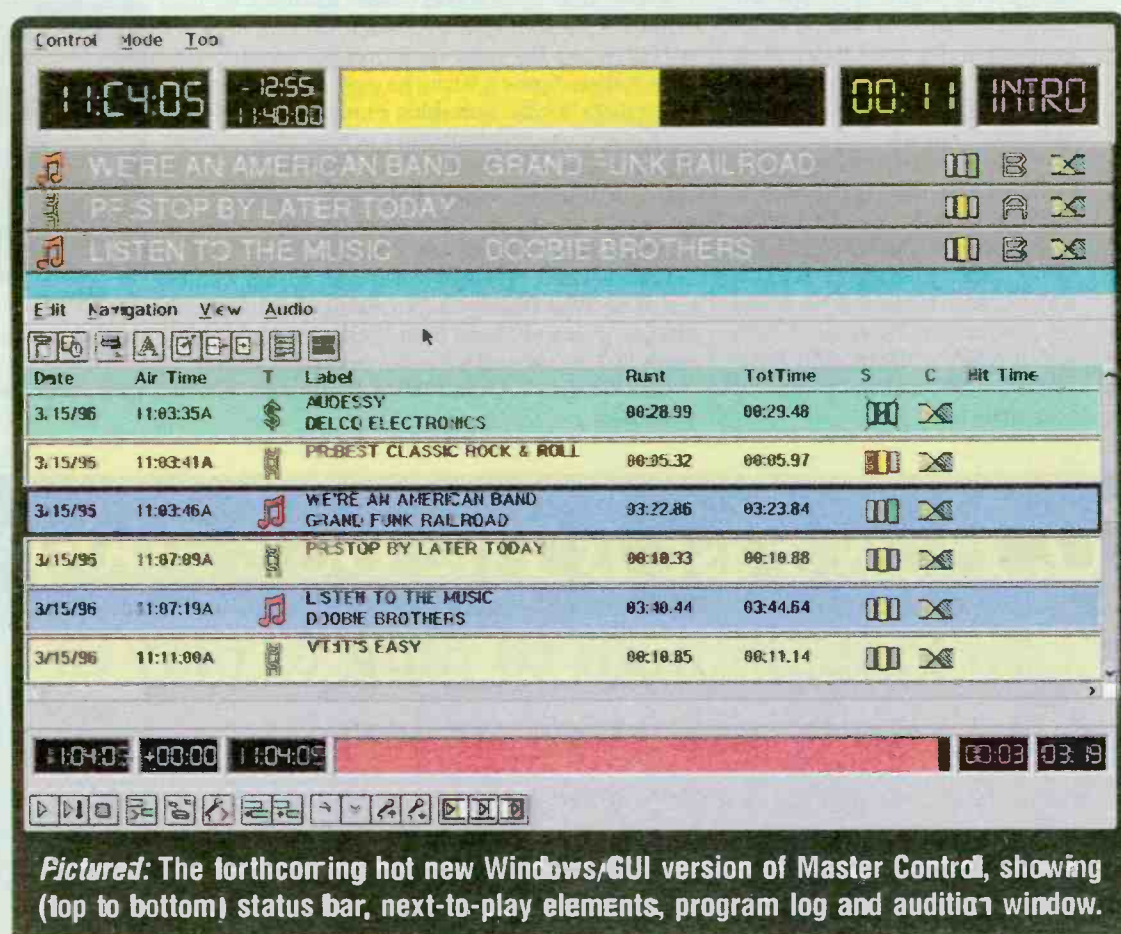 Control Mode Too
11:04:05 -12:55 11:40:00 00:11 INTRO
WE'RE AN AMERICAN BAND GRAND FUNK RAILROAD B
PR:STOP BY LATER TODAY A
LISTEN TO THE MUSIC DOOBIE BROTHERS B
Edit Navigation View Audio
Date Air Time T Label Runt TotTime S C Hit Time
3/15/96 11:03:35A AUDESSY 00:28.99 00:29.48
DELCO ELECTRONICS
3/15/95 11:03:41A PR:BEST CLASSIC ROCK & ROLL 00:05.32 00:05.97
3/15/95 11:03:46A WE'RE AN AMERICAN BAND 03:22.86 03:23.84
GRAND FUNK RAILROAD
3/15/95 11:07:09A PR:STOP BY LATER TODAY 00:10.33 00:10.88
3/15/96 11:07:19A LISTEN TO THE MUSIC 03:40.44 03:44.64
DOOBIE BROTHERS
3/15/96 11:11:00A VT:IT'S EASY 00:10.85 00:11.14
11:04:05 +00:00 11:04:05 00:03 03:19
Pictured: The forthcoming hot new Windows/GUI version of Master Control, showing
(top to bottom) status bar, next-to-play elements, program log and audition window.